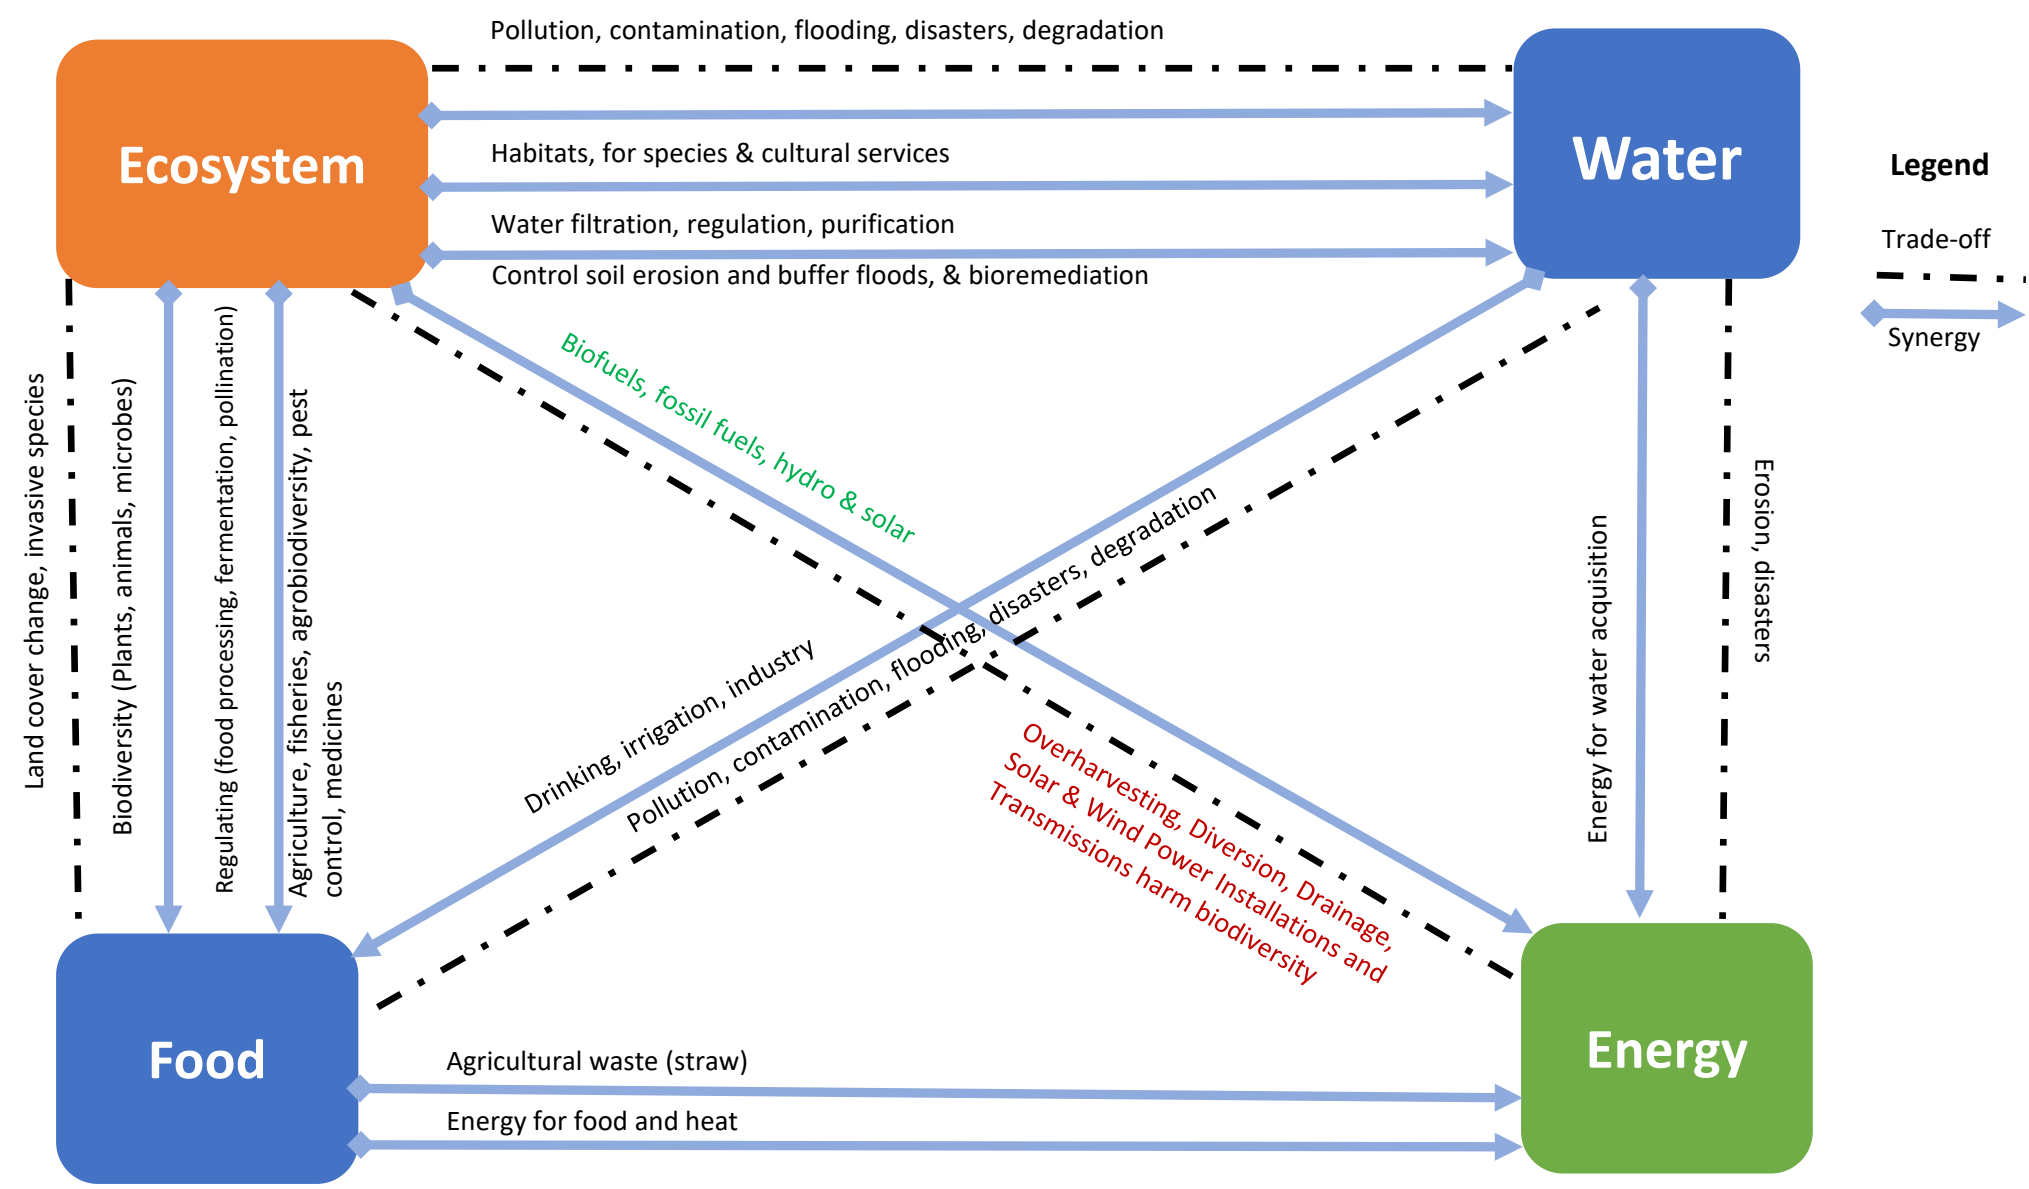 Pollution, contamination, flooding, disasters, degradation
Ecosystem
Water
Habitats, for species & cultural services
Legend
Water filtration, regulation, purification
Trade-off
Control soil erosion and buffer floods, & bioremediation
Synergy
Land cover change, invasive species
Biodiversity (Plants, animals, microbes)
Regulating (food processing, fermentation, pollination)
Agriculture, fisheries, agrobiodiversity, pest
control, medicines
Biofuels, fossil fuels, hydro & solar
Drinking, irrigation, industry
Pollution, contamination, flooding, disasters, degradation
Overharvesting, Diversion, Drainage,
Solar & Wind Power Installations and
Transmissions harm biodiversity
Energy for water acquisition
Erosion, disasters
Food
Agricultural waste (straw)
Energy for food and heat
Energy